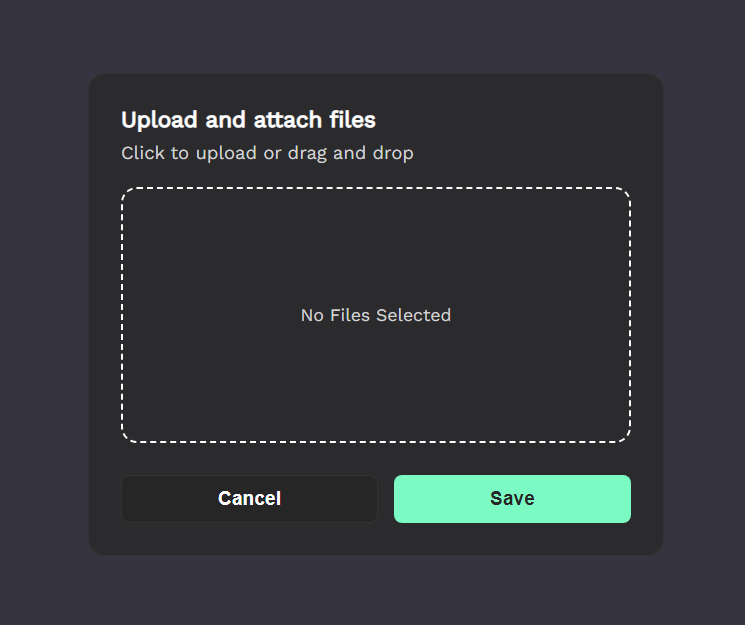 Upload and attach files
Click to upload or drag and drop
No Files Selected
Cancel
Save